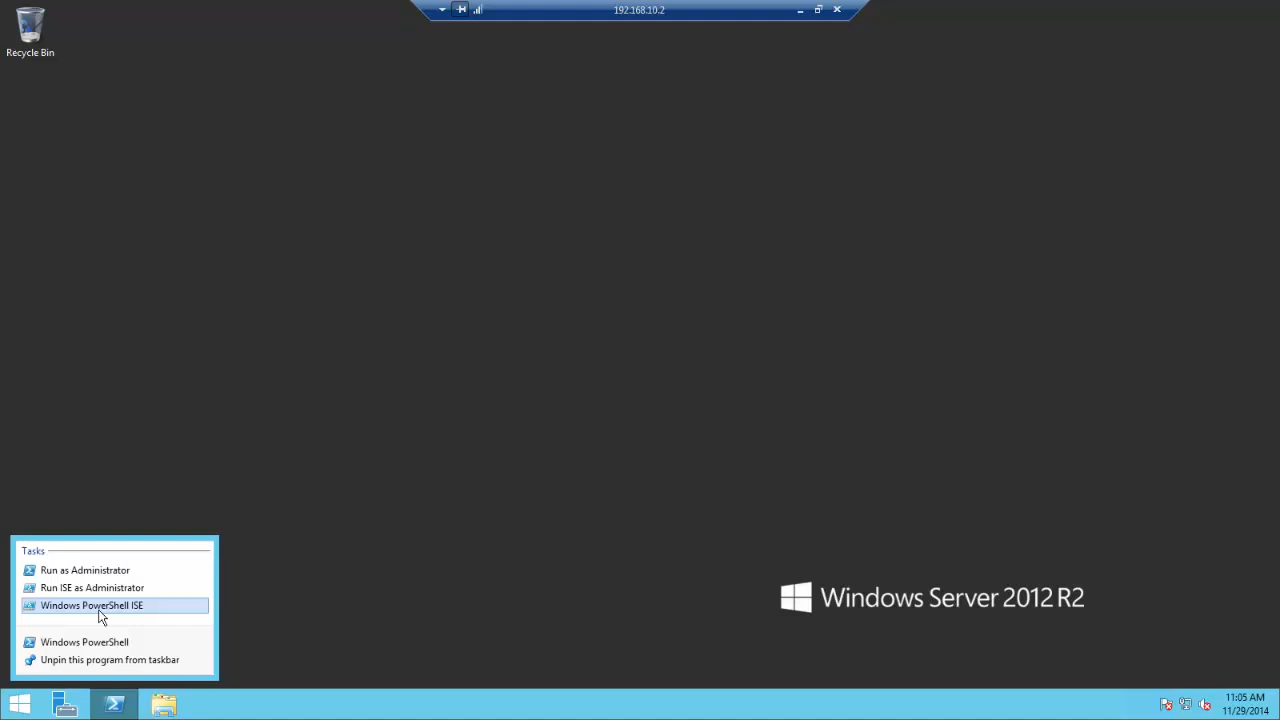 192.168.10.2
Recycle Bin
Tasks
Run as Administrator
Run ISE as Administrator
Windows PowerShell ISE
Windows PowerShell
Unpin this program from taskbar
Windows Server 2012 R2
11:05 AM
11/29/2014